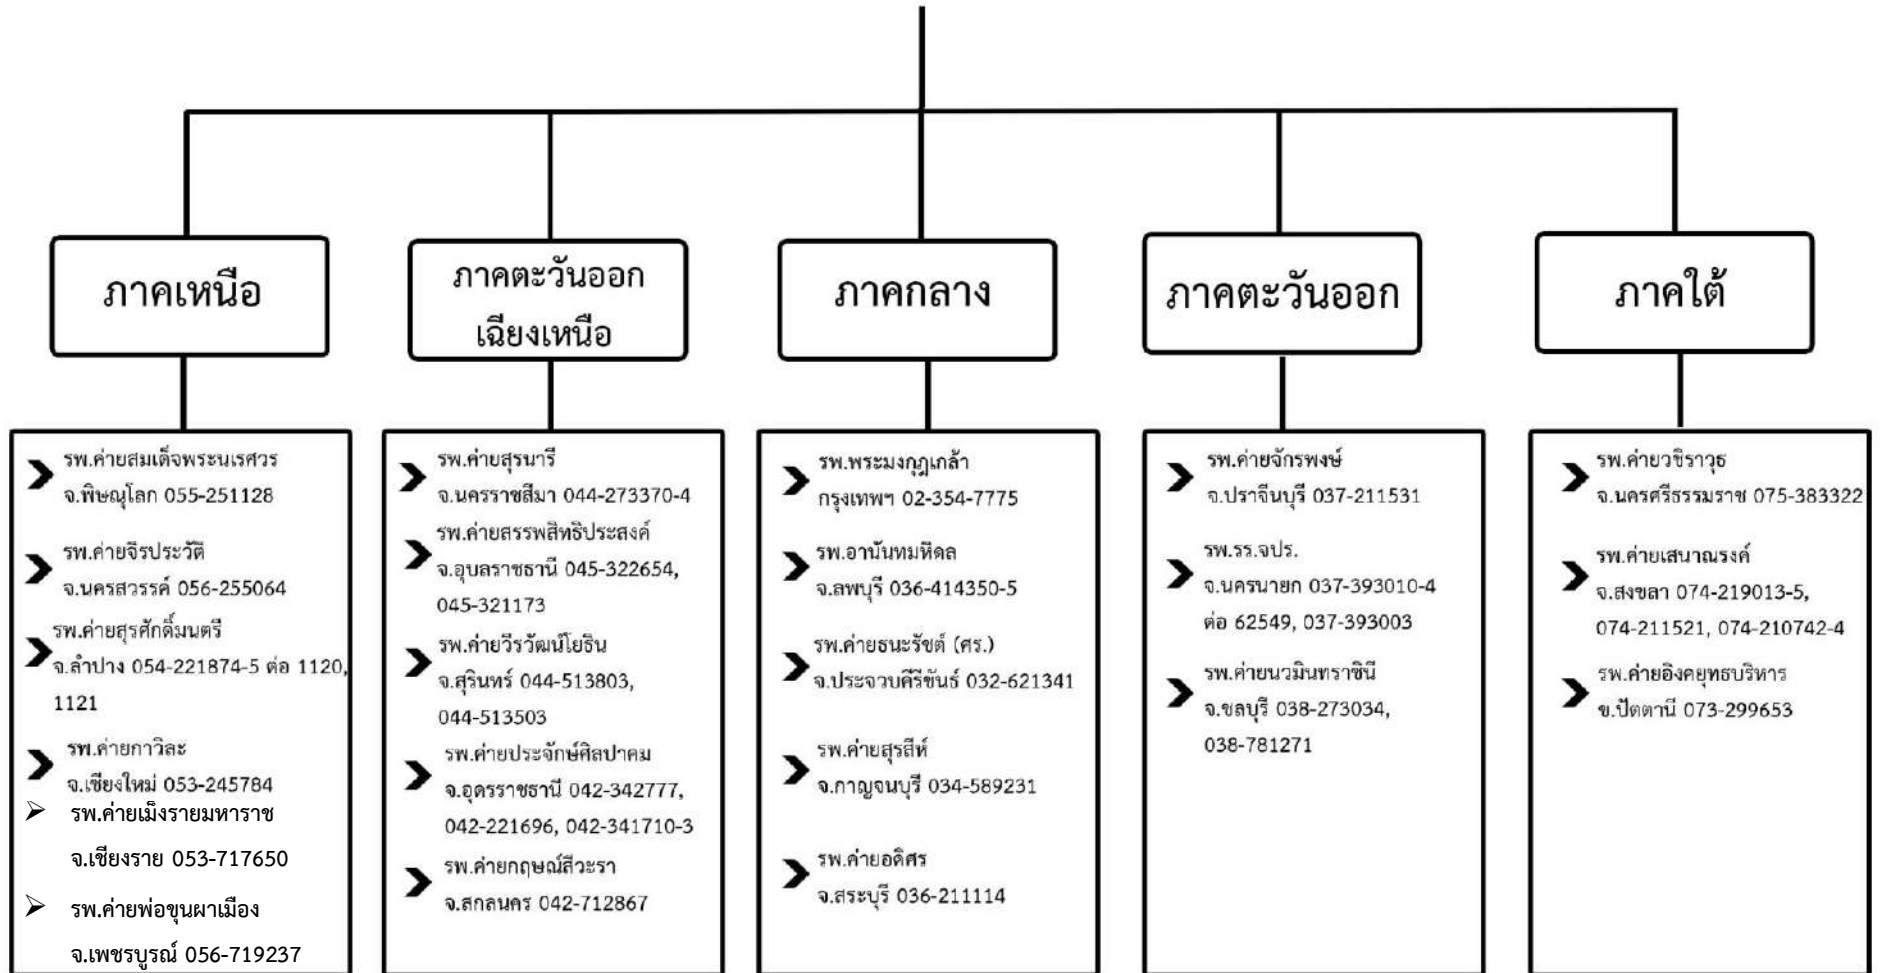 ภาคเหนือ
รพ.ค่ายสมเด็จพระนเรศวร
จ.พิษณุโลก 055-251128
รพ.ค่ายจิรประวัติ
จ.นครสวรรค์ 056-255064
รพ.ค่ายสุรศักดิ์มนตรี
จ.ลำปาง 054-221874-5 ต่อ 1120,
1121
รพ.ค่ายกาวิละ
จ.เชียงใหม่ 053-245784
รพ.ค่ายเม็งรายมหาราช
จ.เชียงราย 053-717650
รพ.ค่ายพ่อขุนผาเมือง
จ.เพชรบูรณ์ 056-719237
ภาคตะวันออก
เฉียงเหนือ
รพ.ค่ายสุรนารี
จ.นครราชสีมา 044-273370-4
รพ.ค่ายสรรพสิทธิประสงค์
จ.อุบลราชธานี 045-322654,
045-321173
รพ.ค่ายวีรวัฒน์โยธิน
จ.สุรินทร์ 044-513803,
044-513503
รพ.ค่ายประจักษ์ศิลปาคม
จ.อุดรราชธานี 042-342777,
042-221696, 042-341710-3
รพ.ค่ายกฤษณ์สีวะรา
จ.สกลนคร 042-712867
ภาคกลาง
รพ.พระมงกุฎเกล้า
กรุงเทพฯ 02-354-7775
รพ.อานันทมหิดล
จ.ลพบุรี 036-414350-5
รพ.ค่ายธนะรัชต์ (ศร.)
จ.ประจวบคีรีขันธ์ 032-621341
รพ.ค่ายสุรสีห์
จ.กาญจนบุรี 034-589231
รพ.ค่ายอดิศร
จ.สระบุรี 036-211114
ภาคตะวันออก
รพ.ค่ายจักรพงษ์
จ.ปราจีนบุรี 037-211531
รพ.รร.จปร.
จ.นครนายก 037-393010-4
ต่อ 62549, 037-393003
รพ.ค่ายนวมินทราชินี
จ.ชลบุรี 038-273034,
038-781271
ภาคใต้
รพ.ค่ายวชิราวุธ
จ.นครศรีธรรมราช 075-383322
รพ.ค่ายเสนาณรงค์
จ.สงขลา 074-219013-5,
074-211521, 074-210742-4
รพ.ค่ายอิงคยุทธบริหาร
ข.ปัตตานี 073-299653